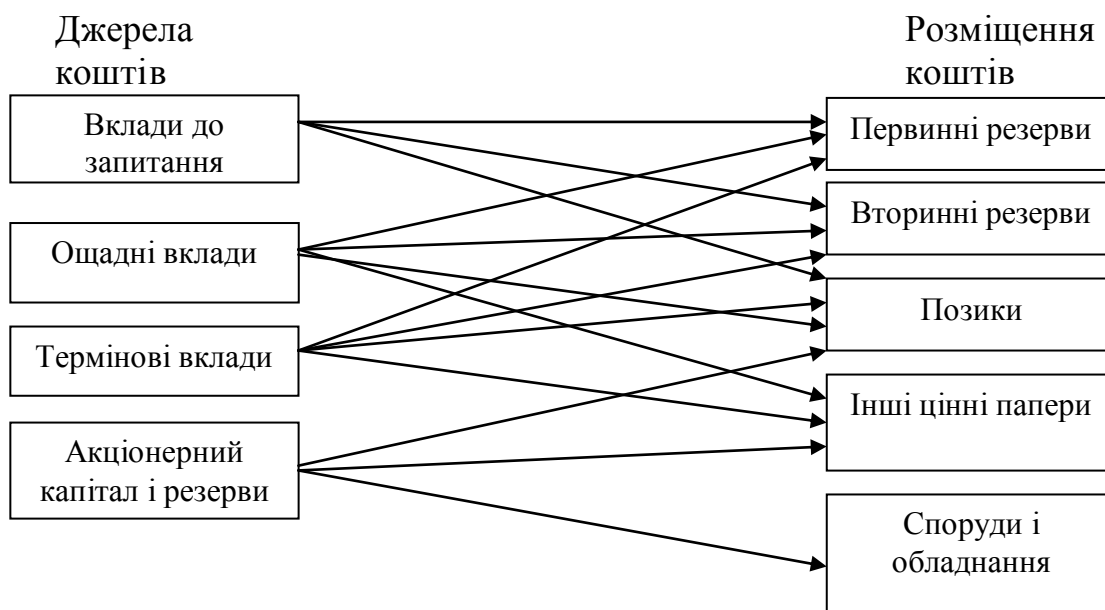 Джерела
коштів
Вклади до
запитання
Ощадні вклади
Термінові вклади
Акціонерний
капітал і резерви
Розміщення
коштів
Первинні резерви
Вторинні резерви
Позики
Інші цінні папери
Споруди і
обладнання